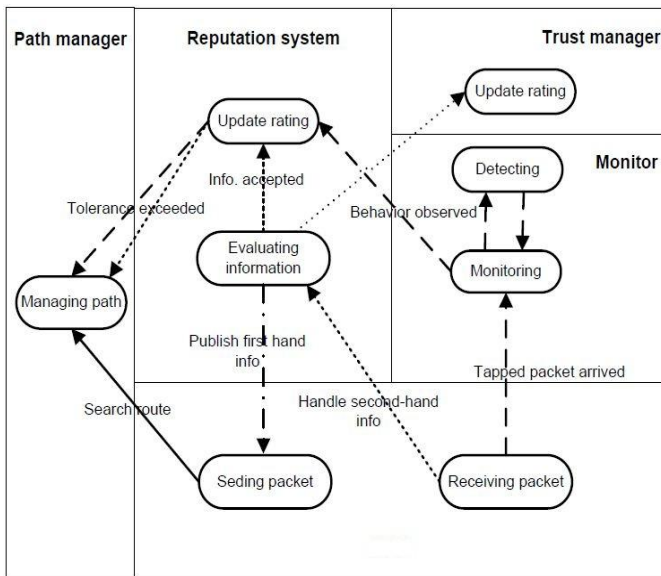 Path manager
Reputation system
Trust manager
Update rating
Update rating
Monitor
Detecting
Info. accepted
Tolerance exceeded
Behavior observed
Evaluating
information
Monitoring
Managing path
Publish first hand
info
Tapped packet arrived
Search route
Handle second-hand
info
Seding packet
Receiving packet